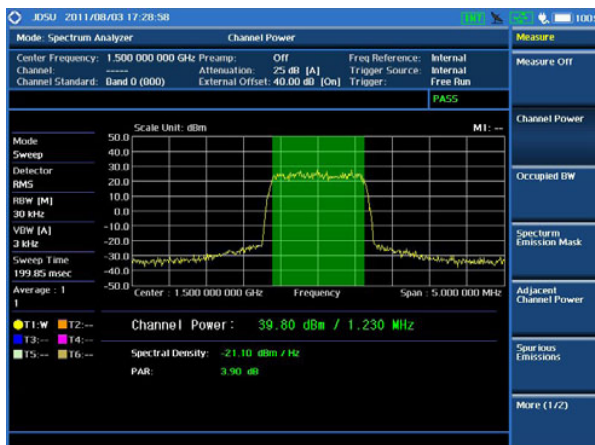 JDSU 2011/08/03 17:28:58 INT 100%
Mode: Spectrum Analyzer Channel Power
Measure
Center Frequency: 1.500 000 000 GHz Preamp: Off Freq Reference: Internal
Channel: ----- Attenuation: 25 dB [A] Trigger Source: Internal
Channel Standard: Band 0 (000) External Offset: 40.00 dB [On] Trigger: Free Run
PASS
Measure Off
Channel Power
Occupied BW
Specturm
Emission Mask
Adjacent
Channel Power
Spurious
Emissions
More (1/2)
Scale Unit: dBm M1: --
Mode
Sweep
Detector
RMS
RBW [M]
30 kHz
VBW [A]
3 kHz
Sweep Time
199.85 msec
Average : 1
1
T1:W T2:--
T3:-- T4:--
T5:-- T6:--
50.0
40.0
30.0
20.0
10.0
0.0
-10.0
-20.0
-30.0
-40.0
-50.0
Center : 1.500 000 000 GHz Frequency Span : 5.000 000 MHz
Channel Power: 39.80 dBm / 1.230 MHz
Spectral Density: -21.10 dBm / Hz
PAR: 3.90 dB